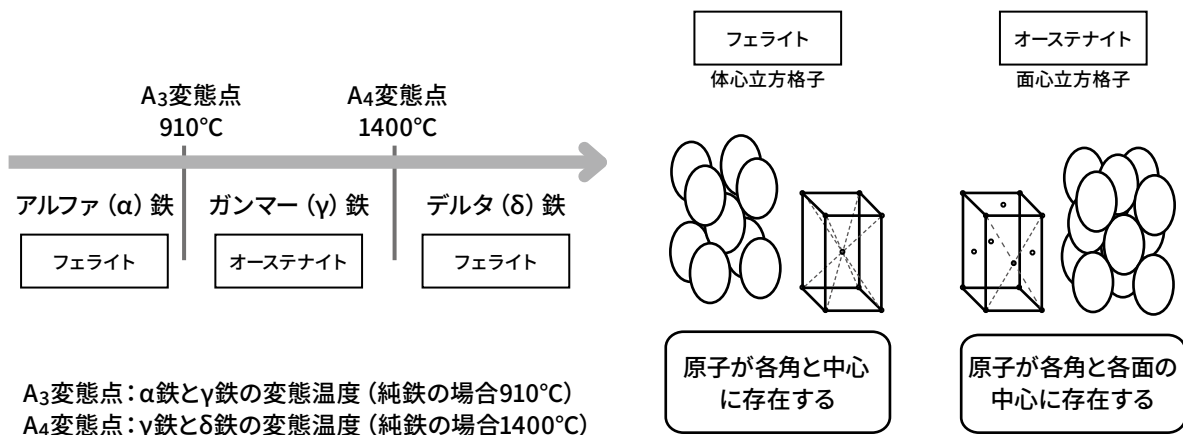 A3変態点
910℃
A4変態点
1400℃
アルファ(α)鉄
ガンマー(γ)鉄
デルタ(δ)鉄
フェライト
オーステナイト
フェライト
A3変態点：α鉄とγ鉄の変態温度(純鉄の場合910℃)
A4変態点：γ鉄とδ鉄の変態温度(純鉄の場合1400℃)
フェライト
体心立方格子
原子が各角と中心
に存在する
オーステナイト
面心立方格子
原子が各角と各面の
中心に存在する